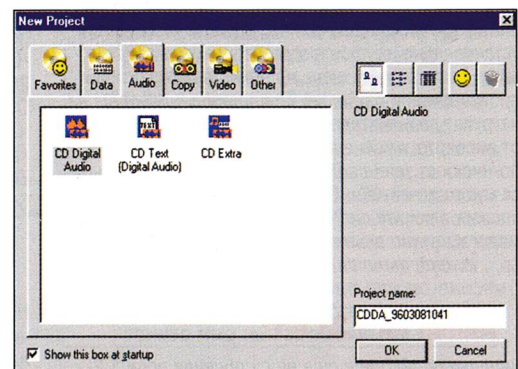 New Project
Favorites Data Audio Copy Video Other
CD Digital Audio
CD Digital
Audio
CD Text
(Digital Audio)
CD Extra
Project name:
CDDA_9603081041
Show this box at startup
OK Cancel